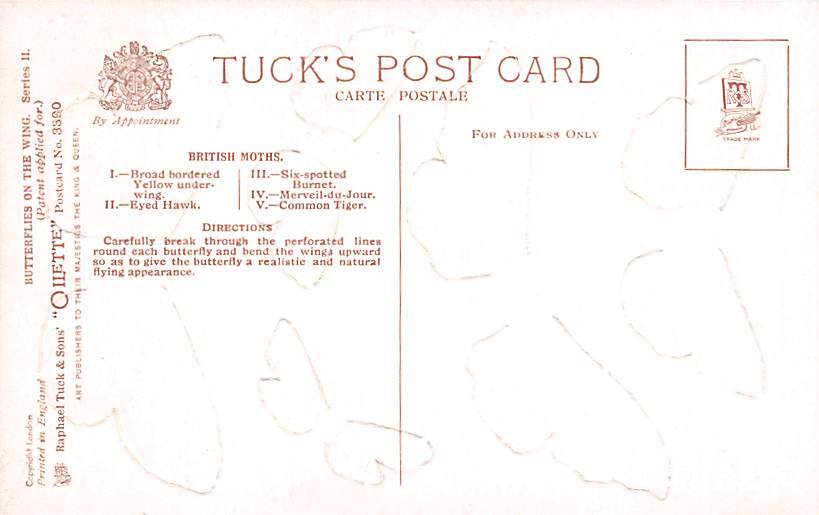 TUCK'S POST CARD
CARTE POSTALE
By Appointment
FOR ADDRESS ONLY
TRADE MARK
BRITISH MOTHS.
I.—Broad bordered
Yellow under-
wing.
II.—Eyed Hawk.
III.—Six-spotted
Burnet.
IV.—Merveil-du-Jour.
V.—Common Tiger.
DIRECTIONS
Carefully break through the perforated lines
round each butterfly and bend the wings upward
so as to give the butterfly a realistic and natural
flying appearance.
BUTTERFLIES ON THE WING. Series II.
(Patent applied for.)
Raphael Tuck & Sons' "OILETTE" Postcard No. 3390
ART PUBLISHERS TO THEIR MAJESTIES THE KING & QUEEN.
Copyright London
Printed in England